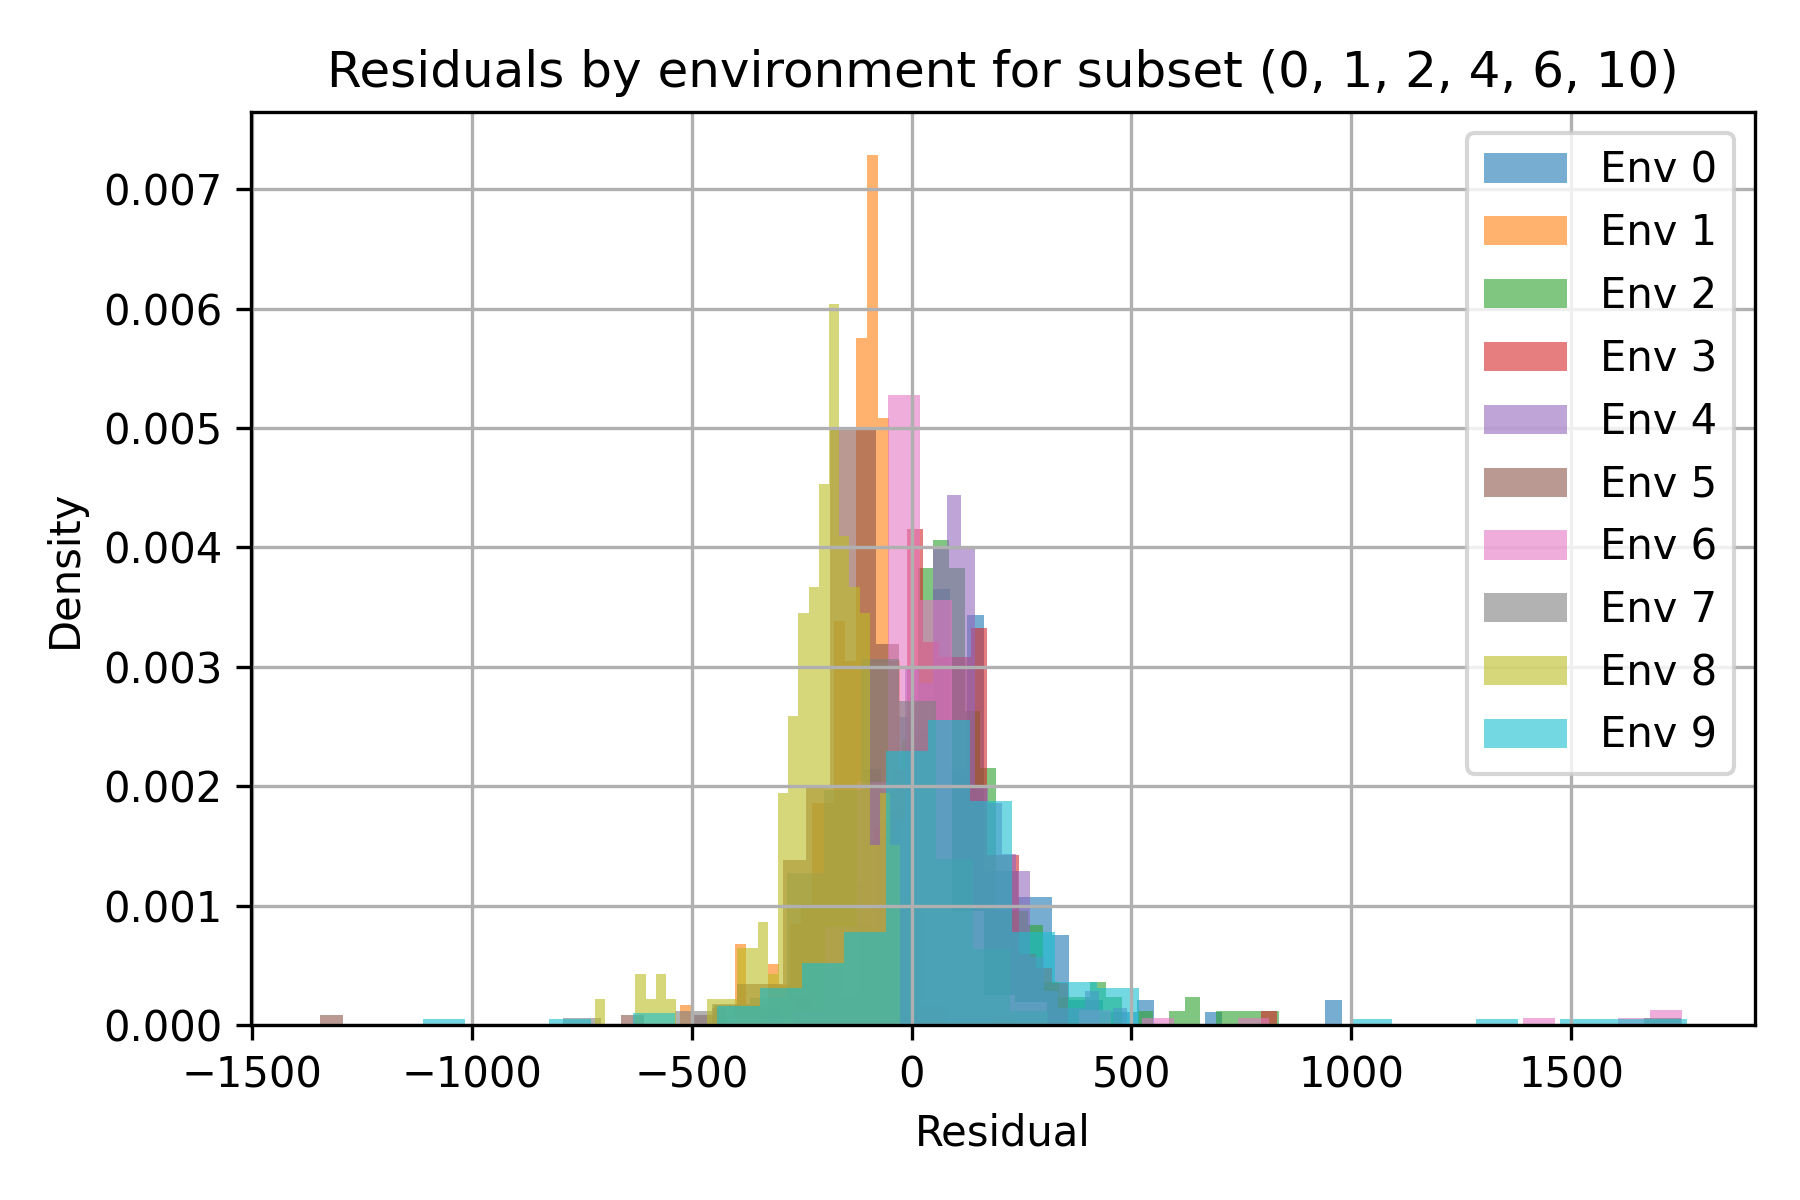 Residuals by environment for subset (0, 1, 2, 4, 6, 10)
0.007
0.006
0.005
0.004
0.003
0.002
0.001
0.000
Density
Env 0
Env 1
Env 2
Env 3
Env 4
Env 5
Env 6
Env 7
Env 8
Env 9
−1500 −1000 −500 0 500 1000 1500
Residual